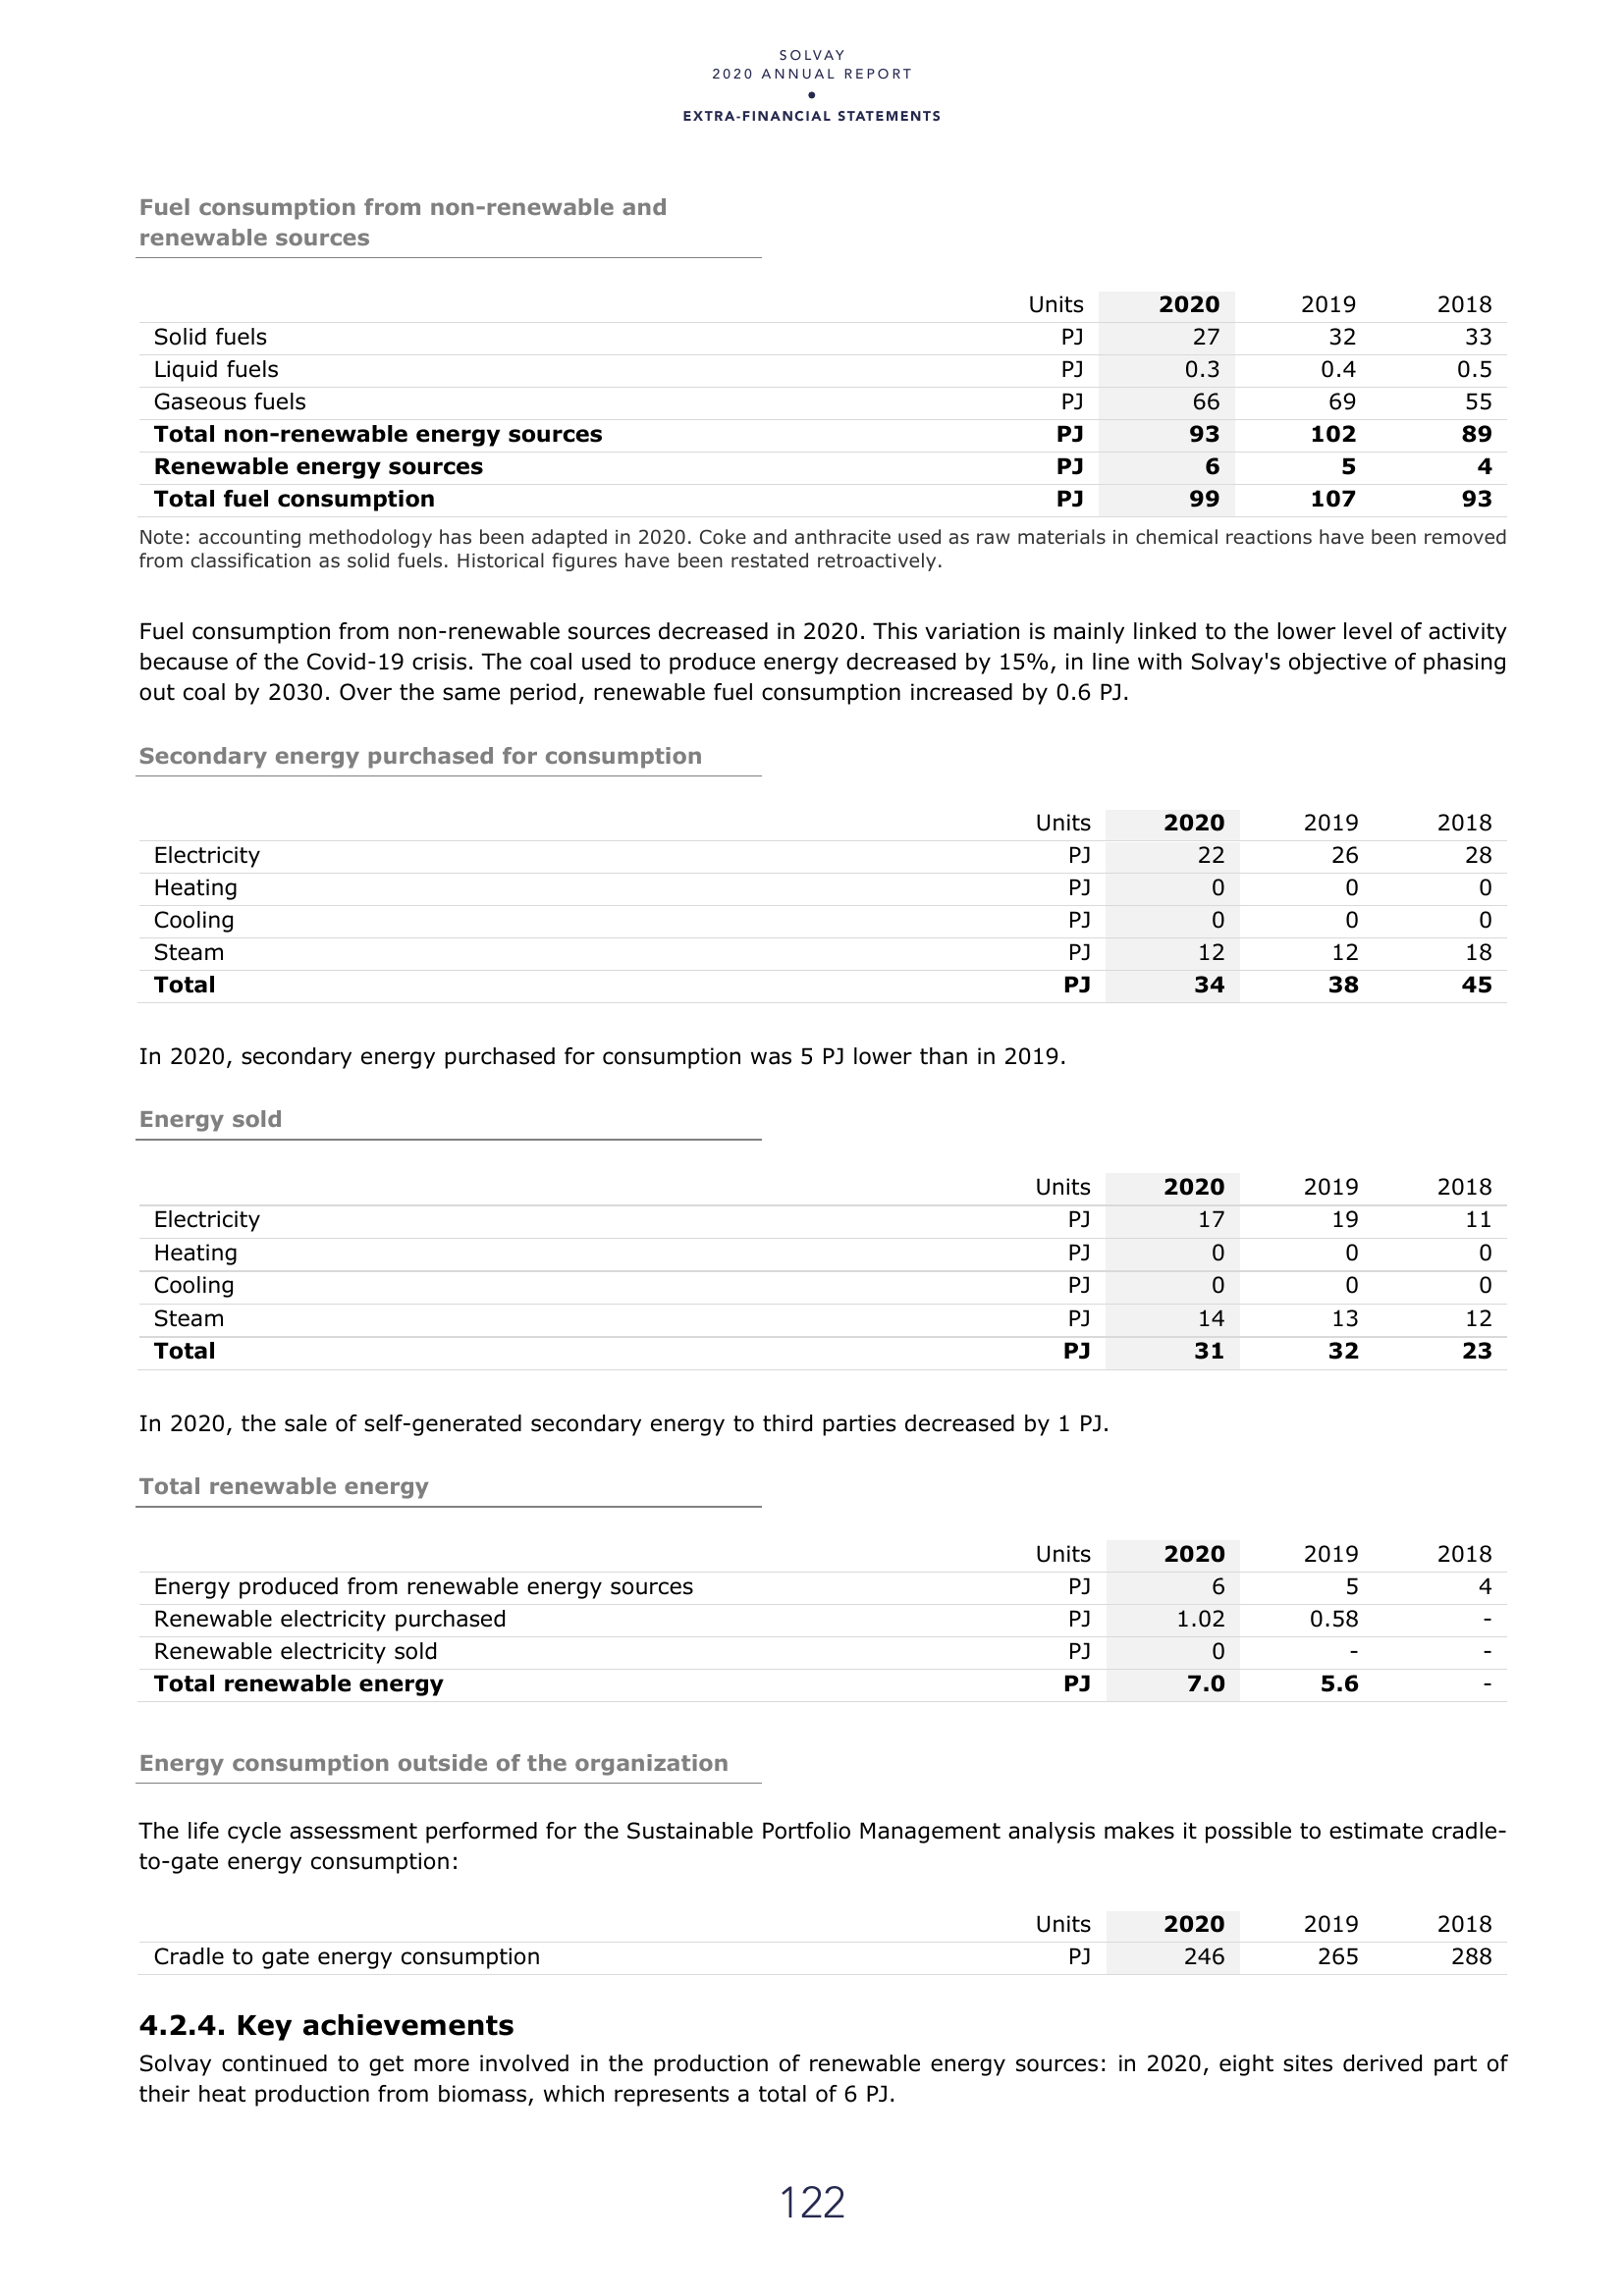 SOLVAY
2020 ANNUAL REPORT
•
EXTRA-FINANCIAL STATEMENTS
Fuel consumption from non-renewable and
renewable sources
Units 2020 2019 2018
Solid fuels PJ 27 32 33
Liquid fuels PJ 0.3 0.4 0.5
Gaseous fuels PJ 66 69 55
Total non-renewable energy sources PJ 93 102 89
Renewable energy sources PJ 6 5 4
Total fuel consumption PJ 99 107 93
Note: accounting methodology has been adapted in 2020. Coke and anthracite used as raw materials in chemical reactions have been removed
from classification as solid fuels. Historical figures have been restated retroactively.
Fuel consumption from non-renewable sources decreased in 2020. This variation is mainly linked to the lower level of activity
because of the Covid-19 crisis. The coal used to produce energy decreased by 15%, in line with Solvay's objective of phasing
out coal by 2030. Over the same period, renewable fuel consumption increased by 0.6 PJ.
Secondary energy purchased for consumption
Units 2020 2019 2018
Electricity PJ 22 26 28
Heating PJ 0 0 0
Cooling PJ 0 0 0
Steam PJ 12 12 18
Total PJ 34 38 45
In 2020, secondary energy purchased for consumption was 5 PJ lower than in 2019.
Energy sold
Units 2020 2019 2018
Electricity PJ 17 19 11
Heating PJ 0 0 0
Cooling PJ 0 0 0
Steam PJ 14 13 12
Total PJ 31 32 23
In 2020, the sale of self-generated secondary energy to third parties decreased by 1 PJ.
Total renewable energy
Units 2020 2019 2018
Energy produced from renewable energy sources PJ 6 5 4
Renewable electricity purchased PJ 1.02 0.58 -
Renewable electricity sold PJ 0 - -
Total renewable energy PJ 7.0 5.6 -
Energy consumption outside of the organization
The life cycle assessment performed for the Sustainable Portfolio Management analysis makes it possible to estimate cradle-
to-gate energy consumption:
Units 2020 2019 2018
Cradle to gate energy consumption PJ 246 265 288
4.2.4. Key achievements
Solvay continued to get more involved in the production of renewable energy sources: in 2020, eight sites derived part of
their heat production from biomass, which represents a total of 6 PJ.
122